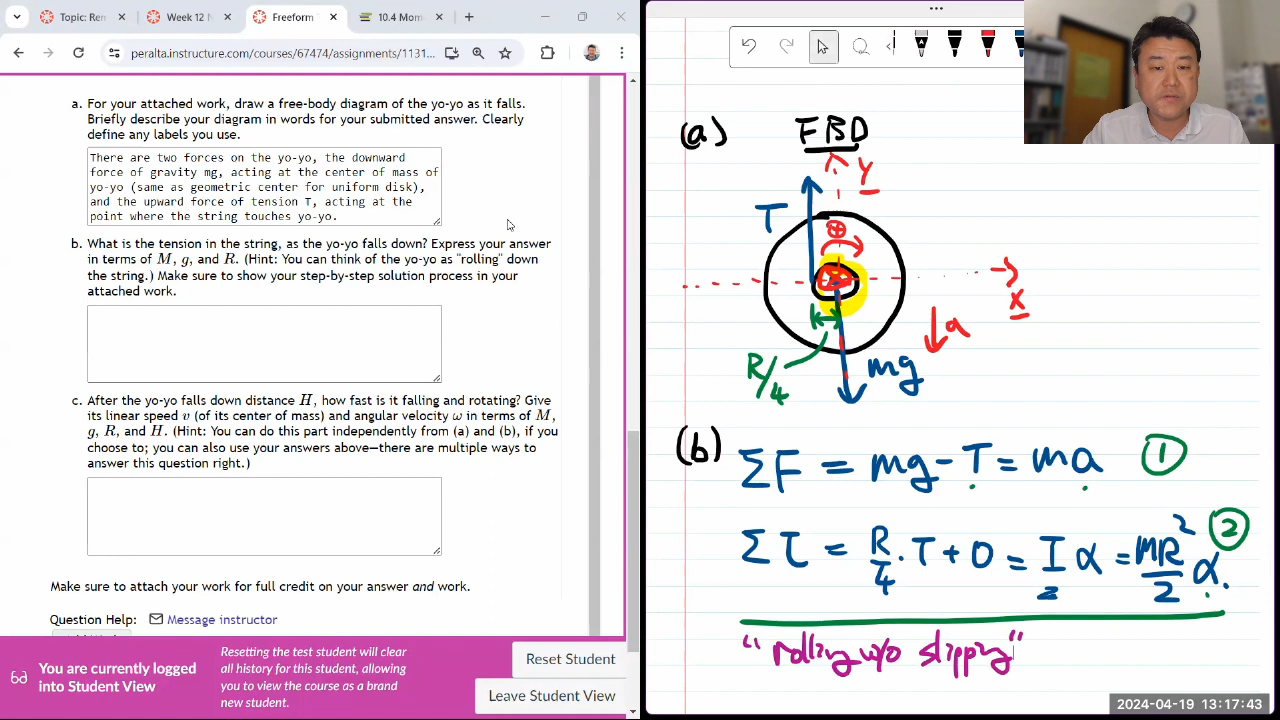 Topic: Ren
Week 12 N
Freeform
10.4 Mom
peralta.instructure.com/courses/67474/assignments/1131...
a. For your attached work, draw a free-body diagram of the yo-yo as it falls.
Briefly describe your diagram in words for your submitted answer. Clearly
define any labels you use.
There are two forces on the yo-yo, the downward
force of gravity mg, acting at the center of mass of
yo-yo (same as geometric center for uniform disk),
and the upward force of tension T, acting at the
point where the string touches yo-yo.
b. What is the tension in the string, as the yo-yo falls down? Express your answer
in terms of M, g, and R. (Hint: You can think of the yo-yo as "rolling" down
the string.) Make sure to show your step-by-step solution process in your
attached work.
c. After the yo-yo falls down distance H, how fast is it falling and rotating? Give
its linear speed v (of its center of mass) and angular velocity ω in terms of M,
g, R, and H. (Hint: You can do this part independently from (a) and (b), if you
choose to; you can also use your answers above—there are multiple ways to
answer this question right.)
Make sure to attach your work for full credit on your answer and work.
Question Help: Message instructor
You are currently logged
into Student View
Resetting the test student will clear
all history for this student, allowing
you to view the course as a brand
new student.
Reset Student
Leave Student View
(a) FBD
y
T
⊕
x
a
R/4
mg
(b) ΣF = mg - T = ma ①
Στ = R/4 · T + 0 = I α = mR²/2 α. ②
"rolling w/o slipping"
2024-04-19 13:17:43